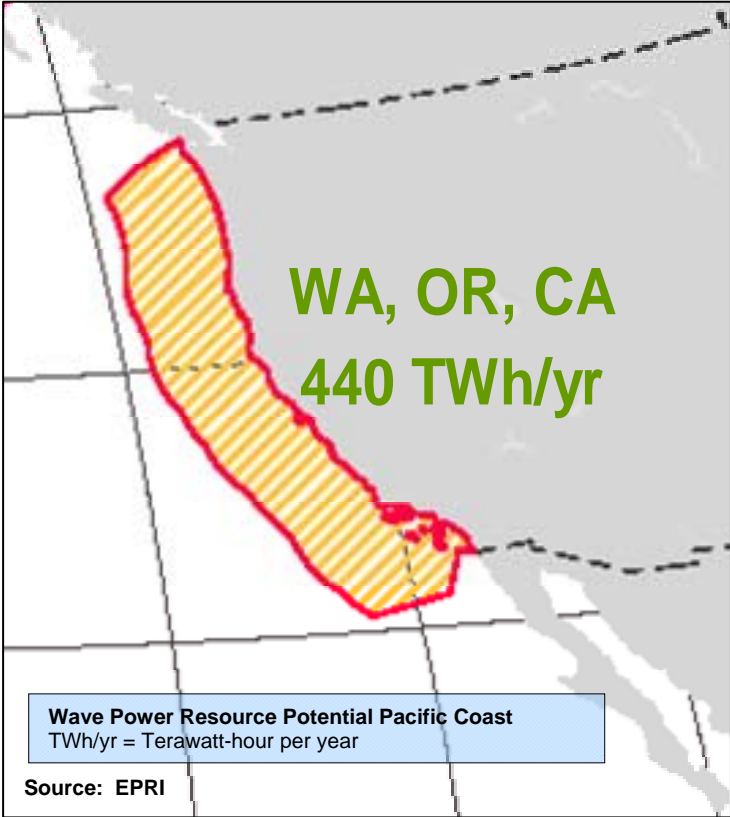 WA, OR, CA
440 TWh/yr
Wave Power Resource Potential Pacific Coast
TWh/yr = Terawatt-hour per year
Source: EPRI